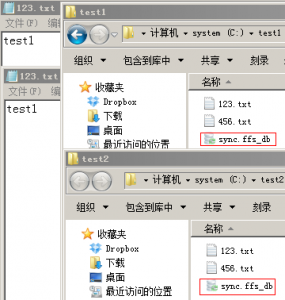 123.txt
文件(F) 编辑
test1
123.txt
文件(F) 编
test1
test1
计算机 system (C:) test1
组织 包含到库中 共享 刻录
收藏夹
Dropbox
下载
桌面
最近访问的位置
名称
123.txt
456.txt
sync.ffs_db
test2
计算机 system (C:) test2
组织 包含到库中 共享 刻录
收藏夹
Dropbox
下载
桌面
最近访问的位置
名称
123.txt
456.txt
sync.ffs_db